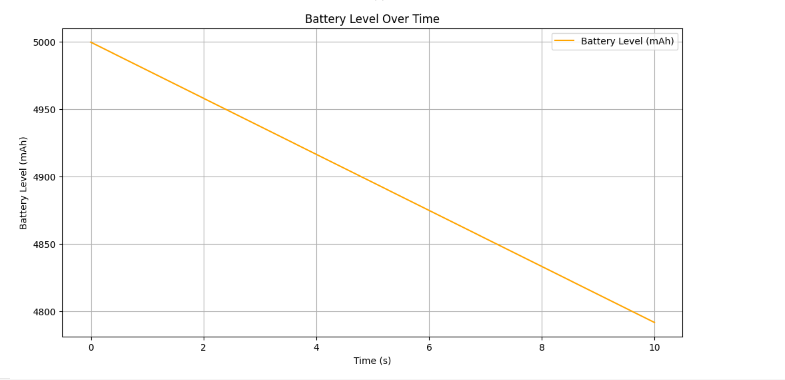 Battery Level Over Time
Battery Level (mAh)
5000
4950
4900
4850
4800
Battery Level (mAh)
0 2 4 6 8 10
Time (s)